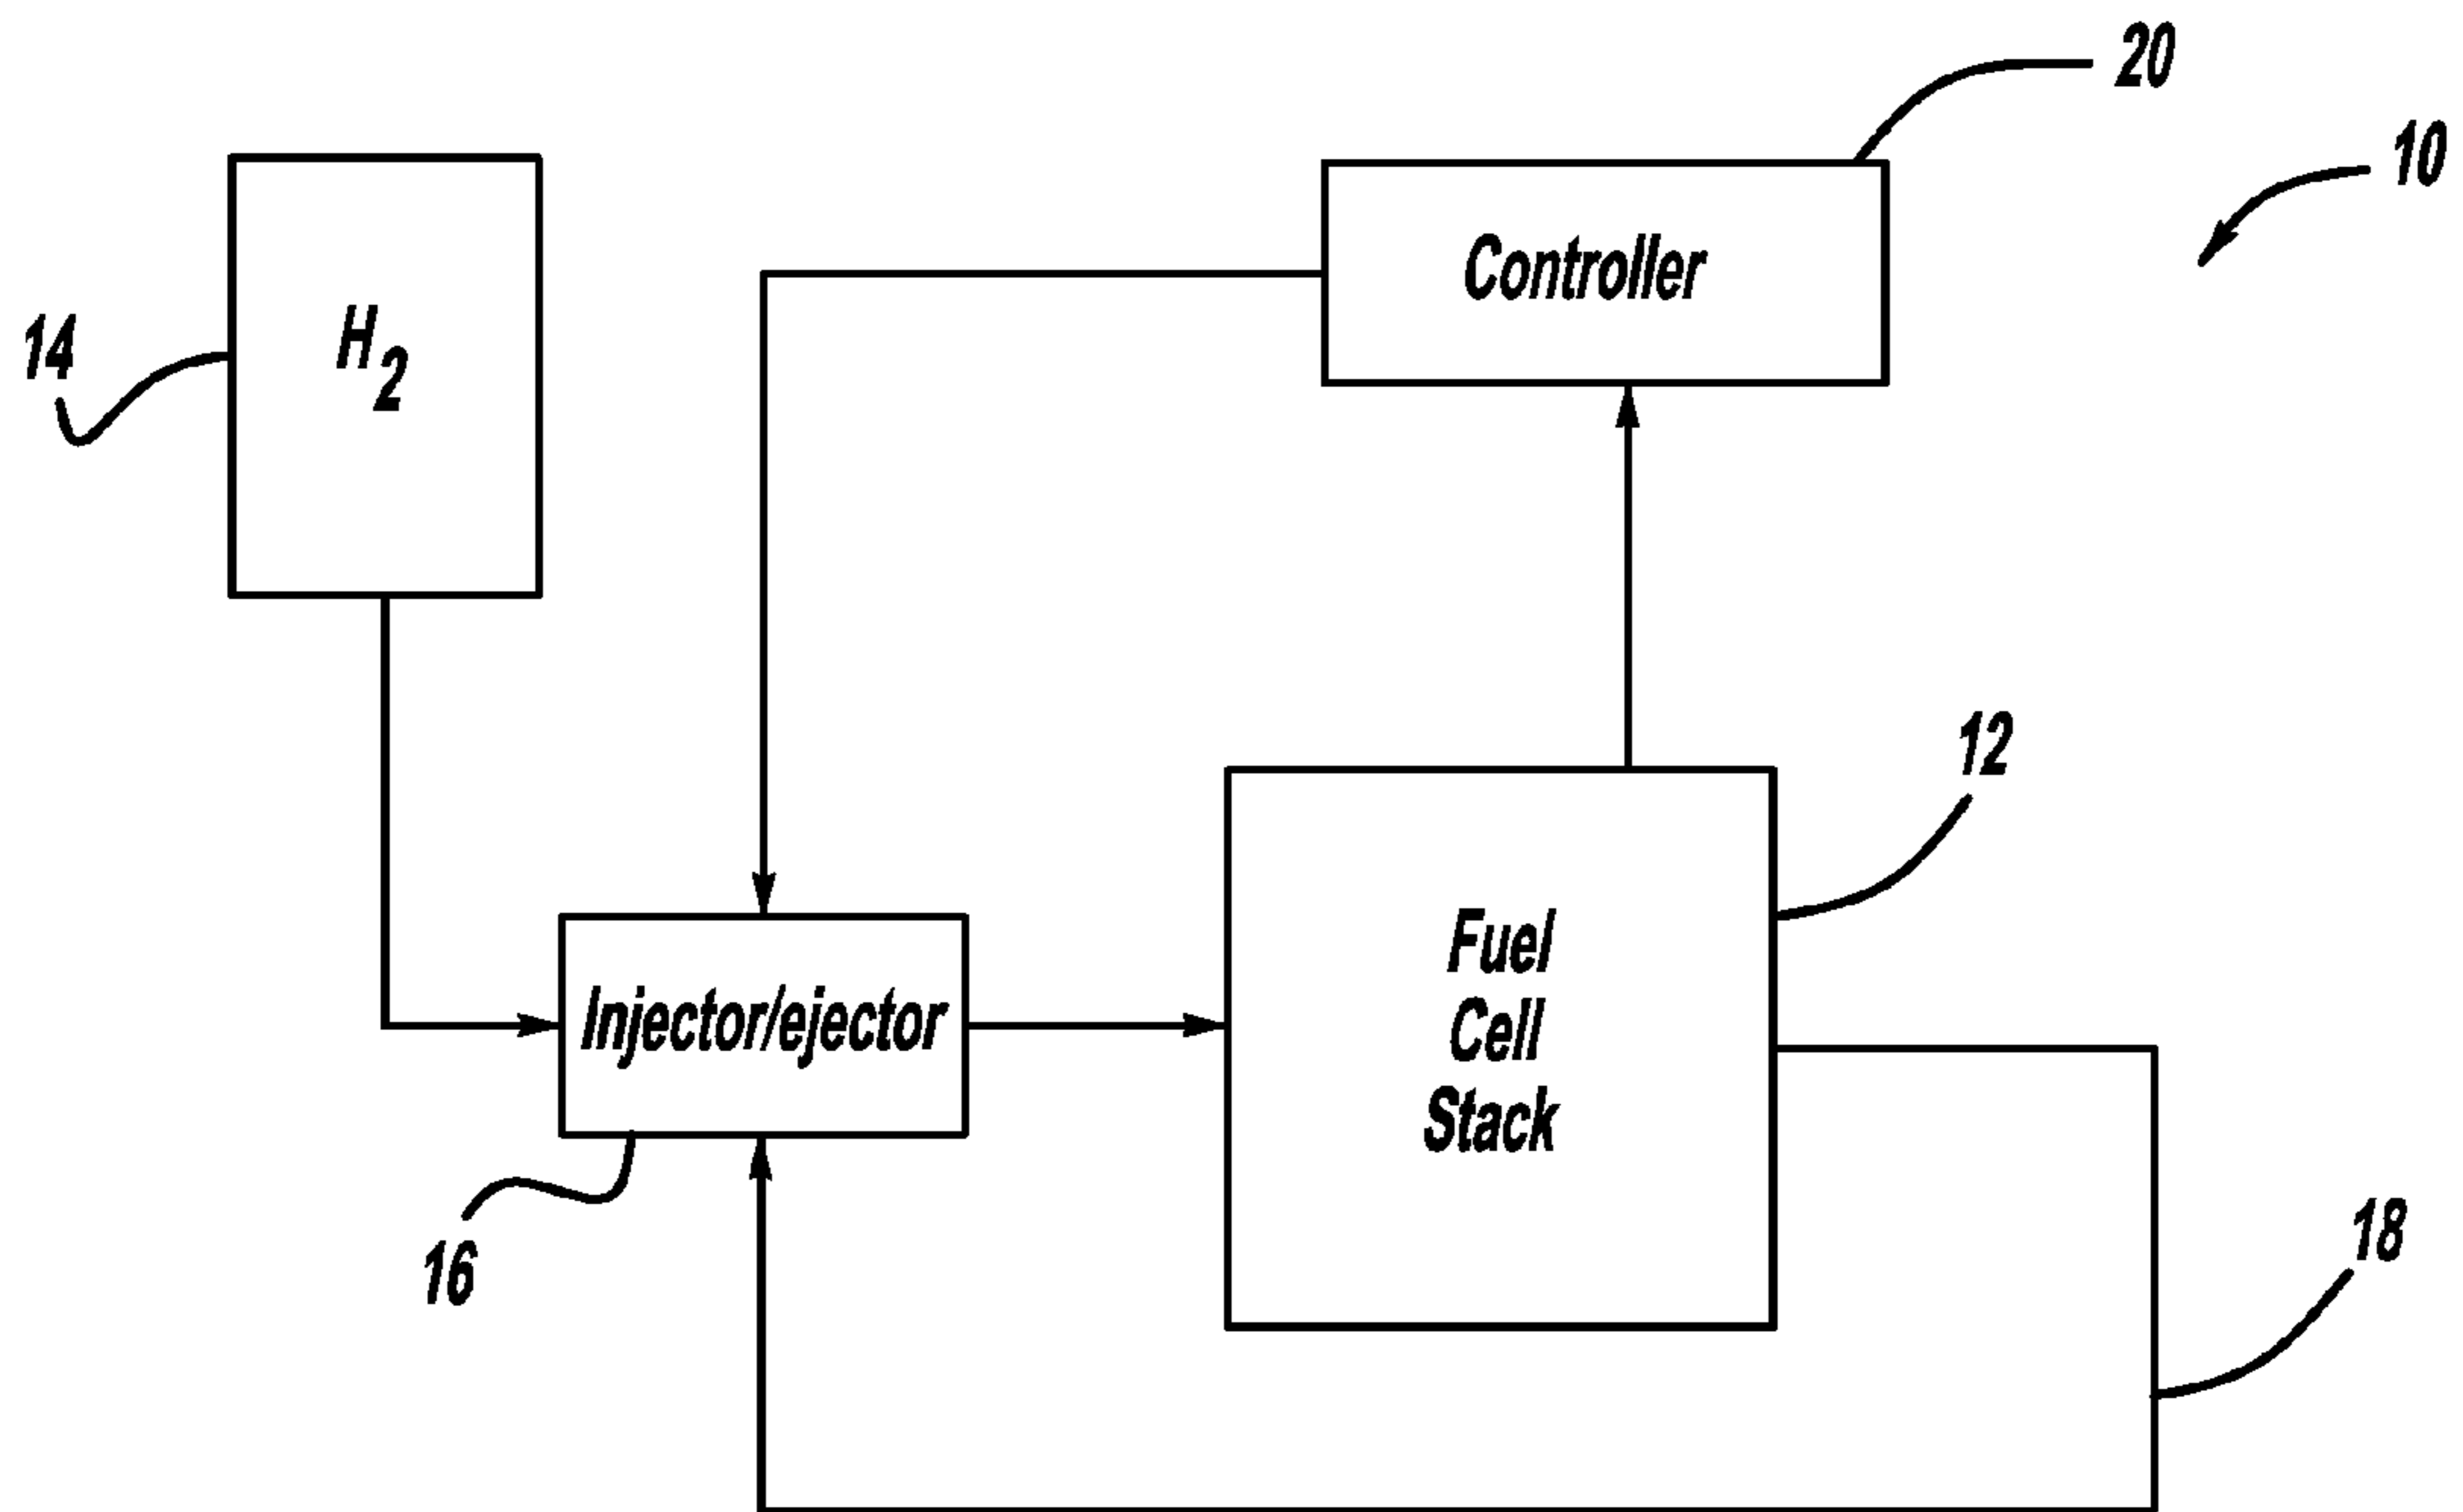 20
10
Controller
14
H2
12
Fuel
Cell
Stack
Injector/ejector
16
18